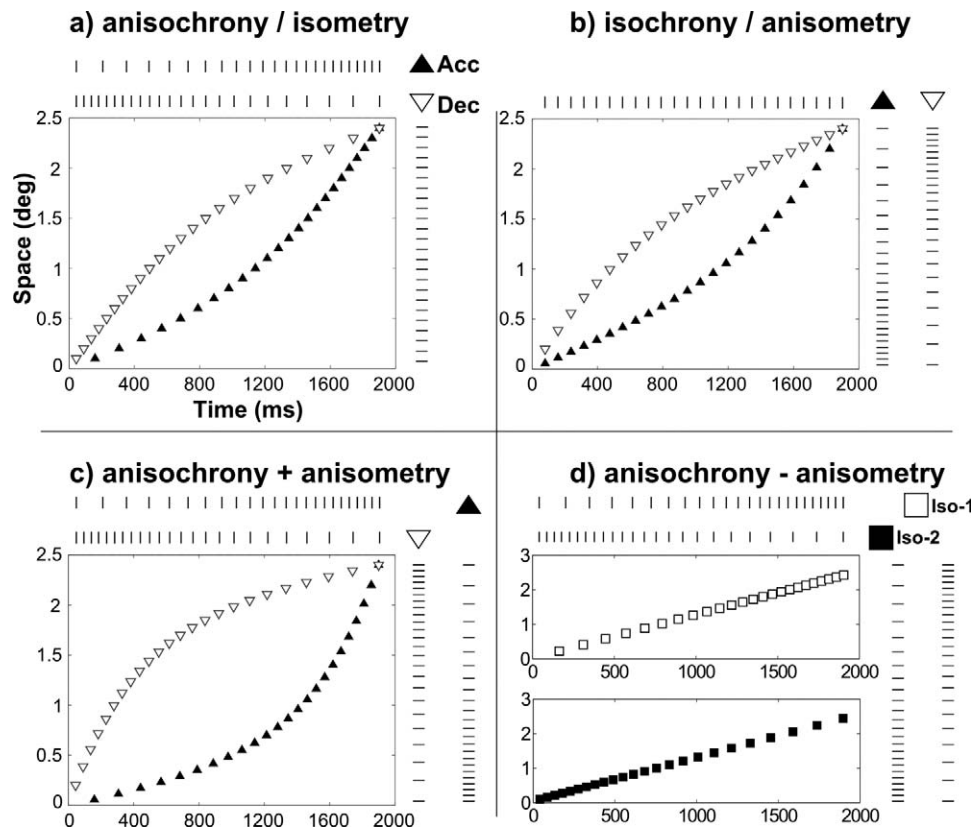 a) anisochrony / isometry
Acc
Dec
2.5
2
1.5
1
0.5
0
Space (deg)
0 400 800 1200 1600 2000
Time (ms)
b) isochrony / anisometry
2.5
2
1.5
1
0.5
0
0 400 800 1200 1600 2000
c) anisochrony + anisometry
2.5
2
1.5
1
0.5
0
0 400 800 1200 1600 2000
d) anisochrony - anisometry
Iso-1
Iso-2
3
2
1
0
0 500 1000 1500 2000
3
2
1
0
0 500 1000 1500 2000